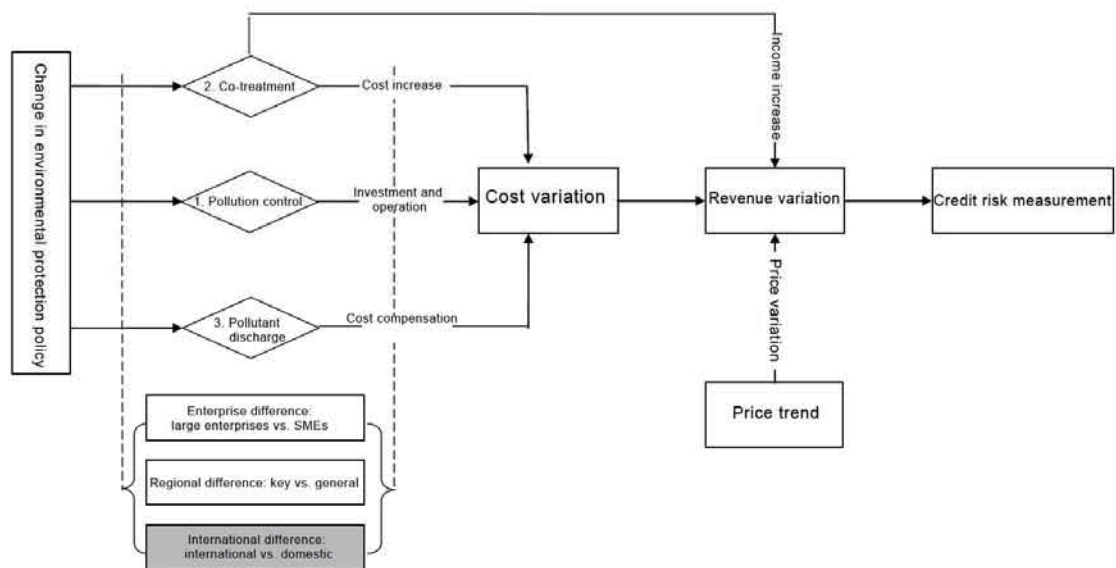 Change in environmental protection policy
2. Co-treatment
Cost increase
Income increase
1. Pollution control
Investment and
operation
Cost variation
Revenue variation
Credit risk measurement
3. Pollutant
discharge
Cost compensation
Price variation
Price trend
Enterprise difference:
large enterprises vs. SMEs
Regional difference: key vs. general
International difference:
international vs. domestic